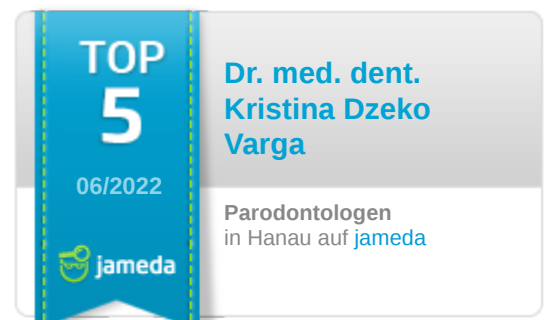 TOP
5
06/2022
jameda
Dr. med. dent.
Kristina Dzeko
Varga
Parodontologen
in Hanau auf jameda